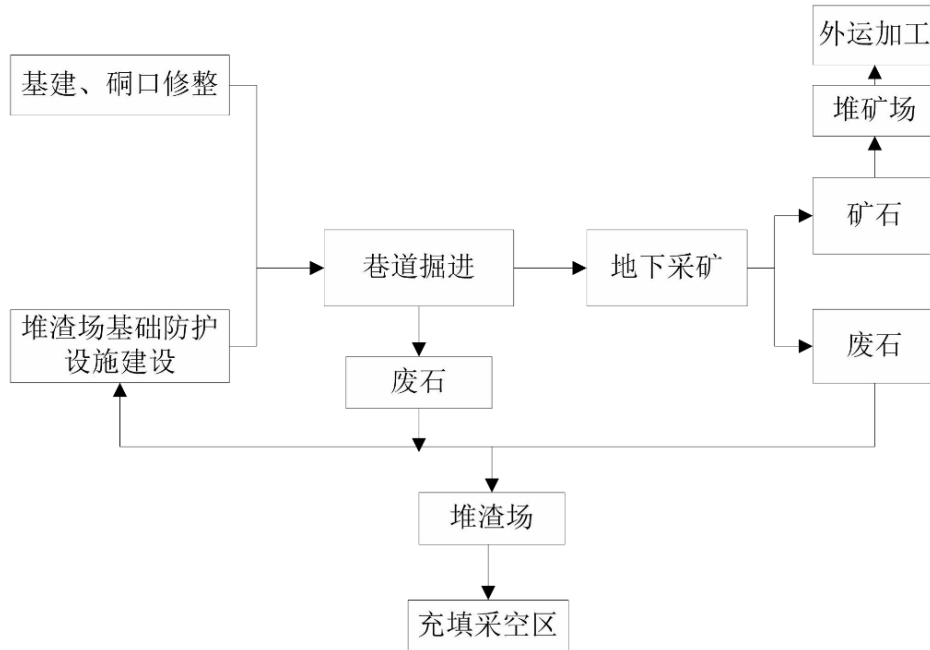 外运加工
基建、硐口修整
堆矿场
矿石
巷道掘进
地下采矿
堆渣场基础防护
设施建设
废石
废石
堆渣场
充填采空区